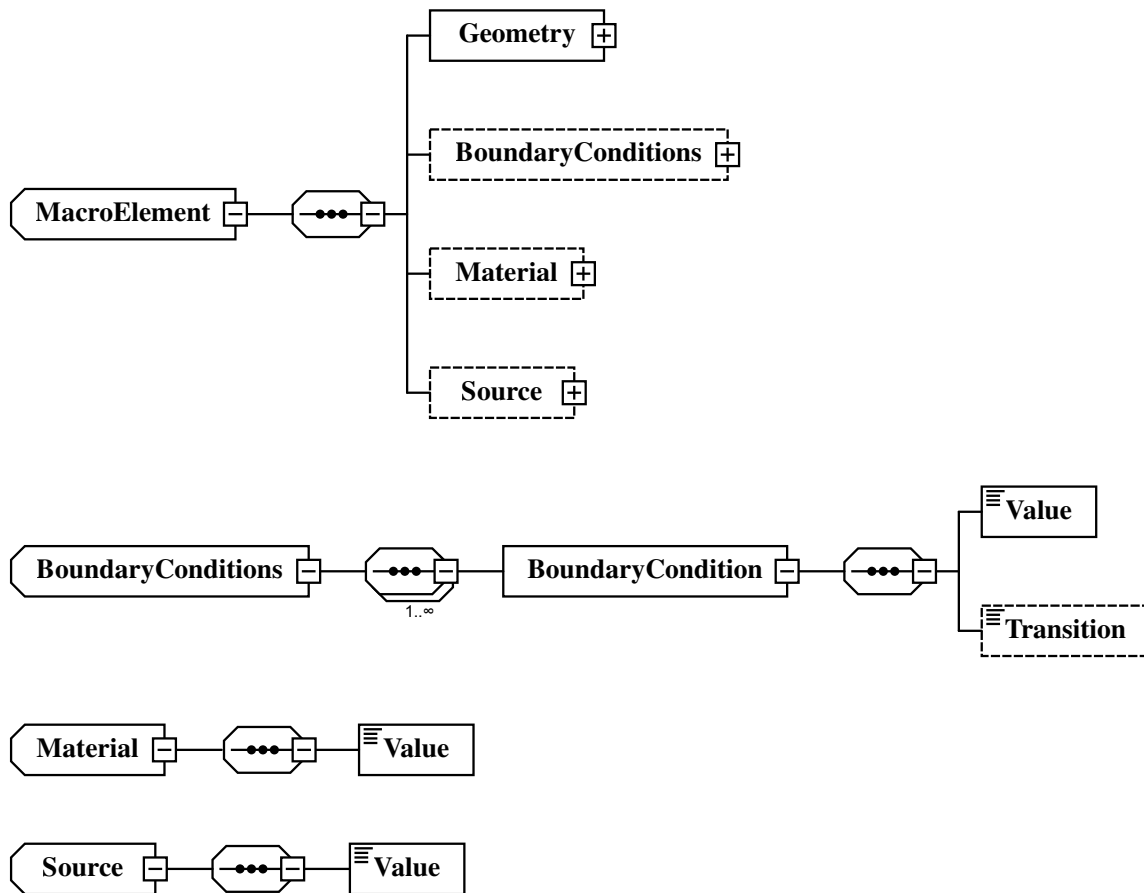 Geometry
BoundaryConditions
MacroElement
Material
Source
Value
BoundaryConditions
BoundaryCondition
1..∞
Transition
Material
Value
Source
Value